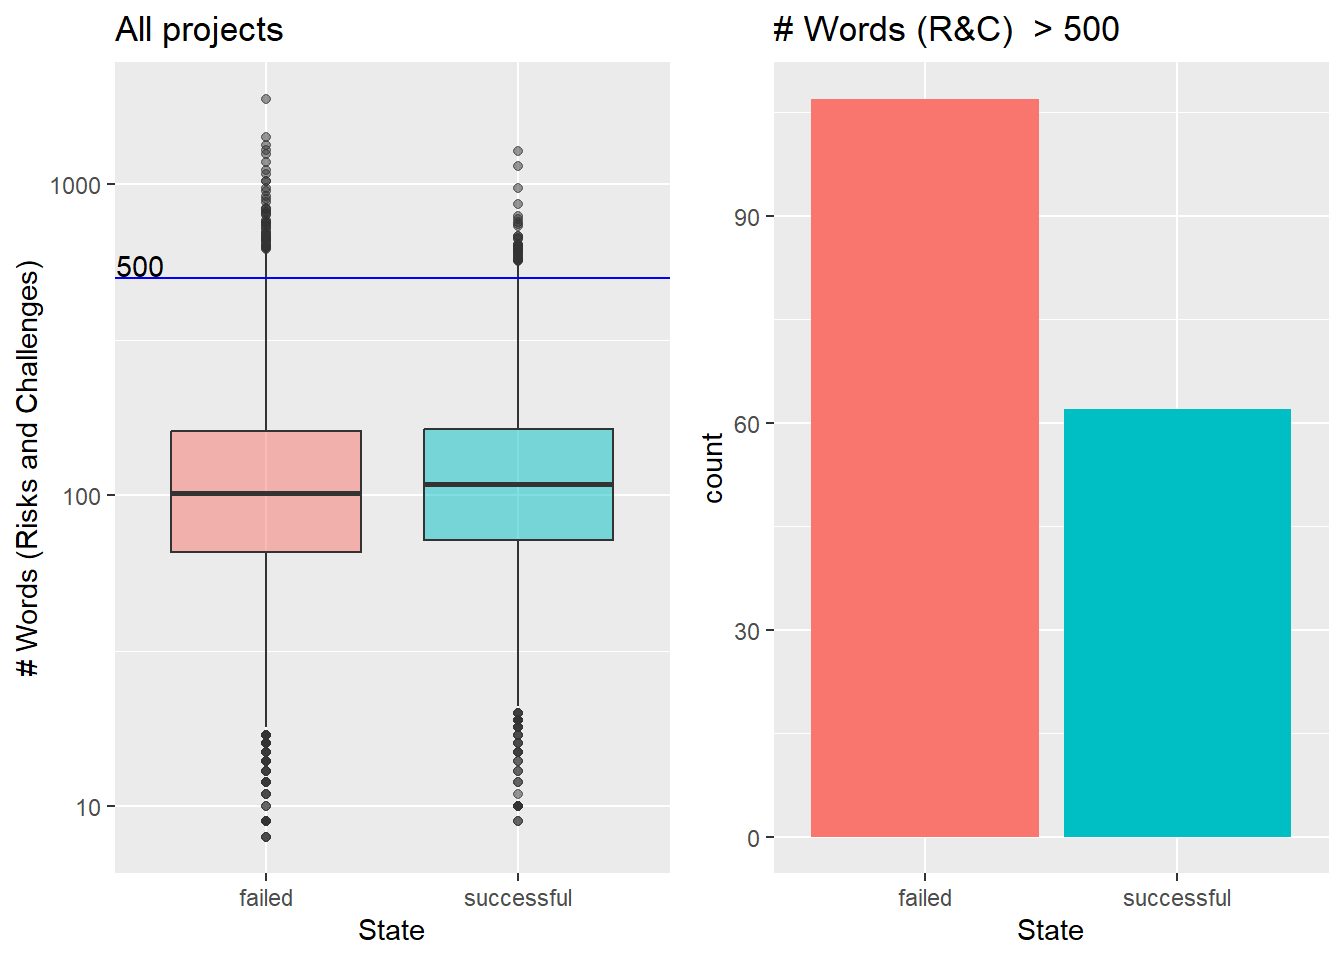 All projects
# Words (Risks and Challenges)
1000
500
100
10
failed
successful
State
# Words (R&C)  > 500
count
90
60
30
0
failed
successful
State